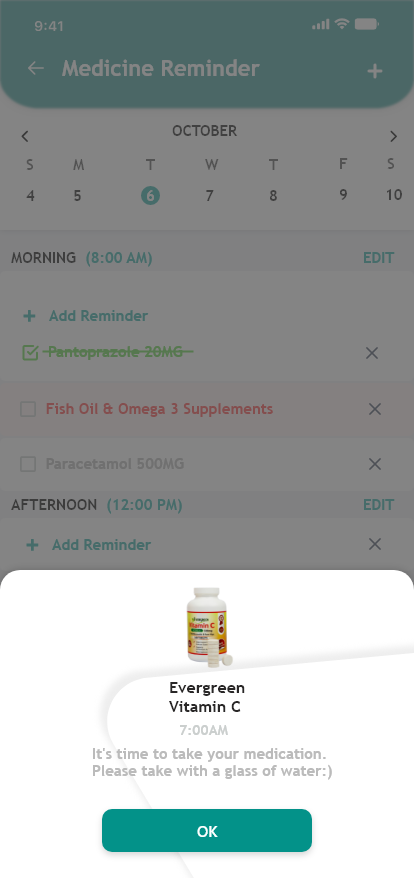 9:41
Medicine Reminder
OCTOBER
S M T W T F S
4 5 6 7 8 9 10
MORNING (8:00 AM) EDIT
Add Reminder
Pantoprazole 20MG
Fish Oil & Omega 3 Supplements
Paracetamol 500MG
AFTERNOON (12:00 PM) EDIT
Add Reminder
Vitamin C
Evergreen
Vitamin C
7:00AM
It's time to take your medication.
Please take with a glass of water:)
OK